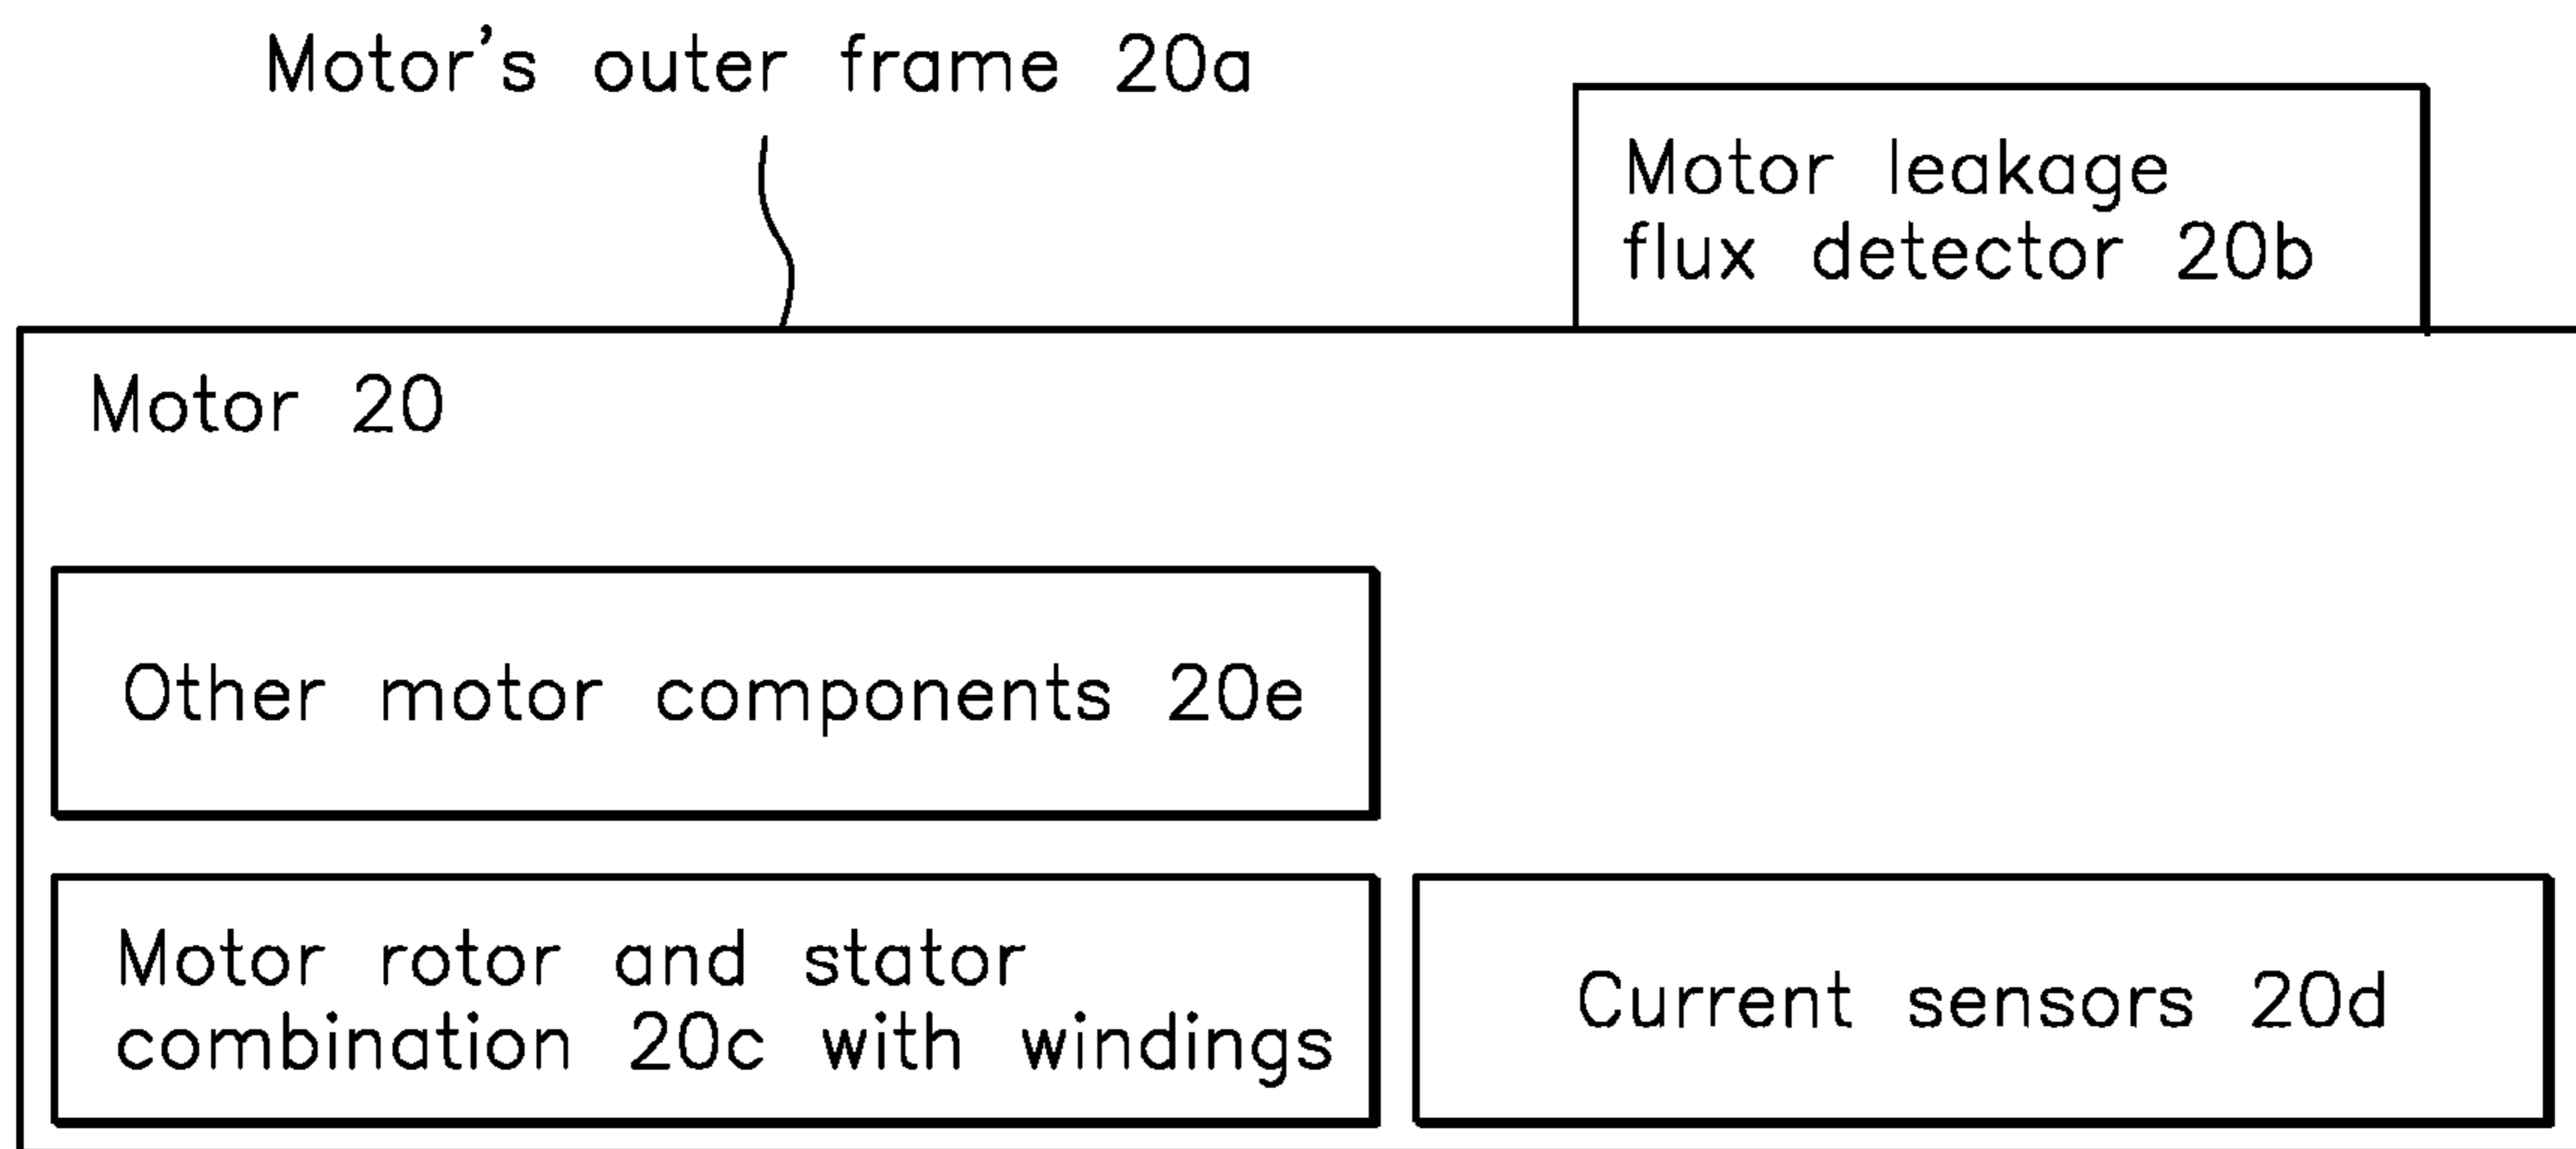 Motor's outer frame 20a
Motor leakage
flux detector 20b
Motor 20
Other motor components 20e
Motor rotor and stator
combination 20c with windings
Current sensors 20d